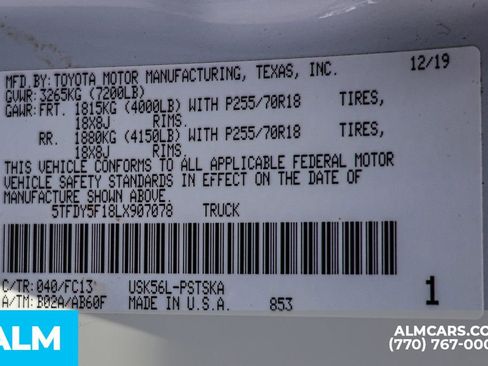 MFD.BY:TOYOTA MOTOR MANUFACTURING, TEXAS, INC. 12/19
GVWR:3265KG (7200LB)
GAWR:FRT. 1815KG (4000LB) WITH P255/70R18 TIRES,
18X8J RIMS.
RR. 1880KG (4150LB) WITH P255/70R18 TIRES,
18X8J RIMS.
THIS VEHICLE CONFORMS TO ALL APPLICABLE FEDERAL MOTOR
VEHICLE SAFETY STANDARDS IN EFFECT ON THE DATE OF
MANUFACTURE SHOWN ABOVE.
5TFDY5F18LX907078 TRUCK
C/TR:040/FC13 USK56L-PSTSKA
A/TM:B02A/AB60F MADE IN U.S.A. 853 1
ALM
ALMCARS.COM
(770) 767-000